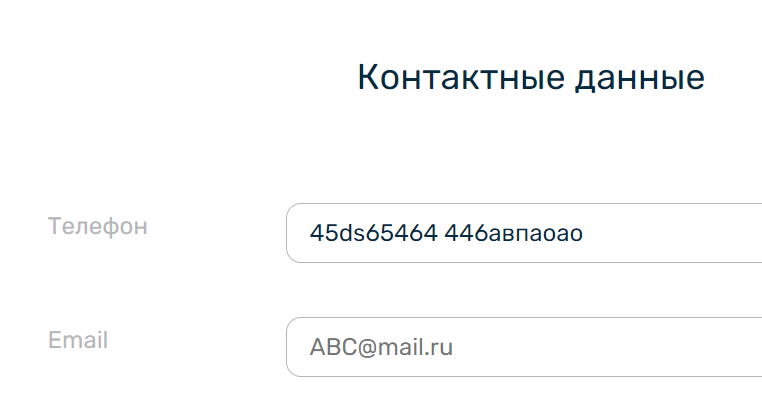 Контактные данные
Телефон
45ds65464 446авпаоао
Email
ABC@mail.ru